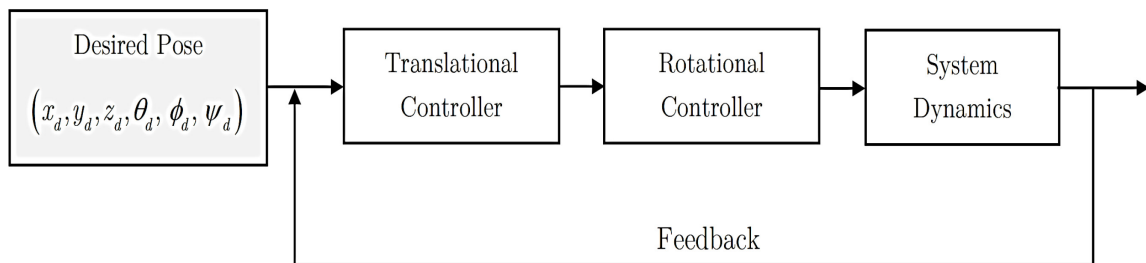 Desired Pose
(x_d, y_d, z_d, θ_d, ϕ_d, ψ_d)
Translational
Controller
Rotational
Controller
System
Dynamics
Feedback